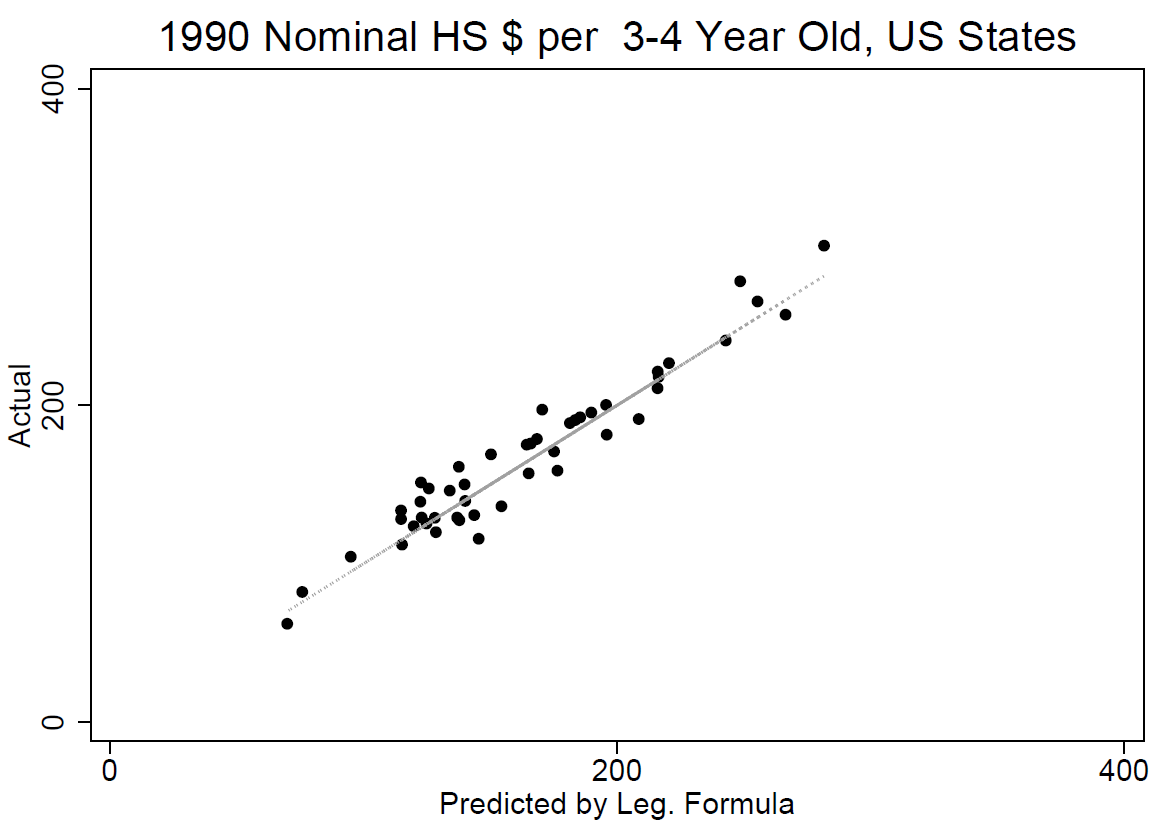 1990 Nominal HS $ per  3-4 Year Old, US States
400
200
0
Actual
0
200
400
Predicted by Leg. Formula